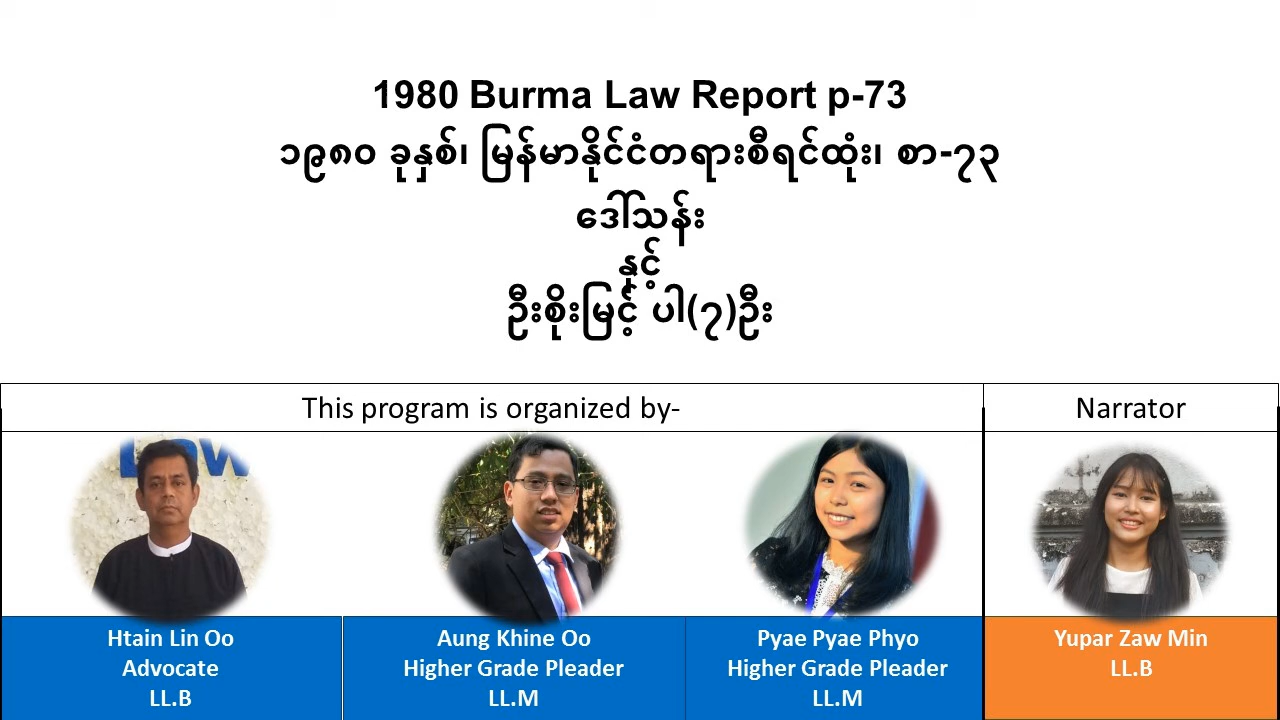 1980 Burma Law Report p-73
၁၉၈၀ ခုနှစ်၊ မြန်မာနိုင်ငံတရားစီရင်ထုံး၊ စာ-၇၃
ဒေါ်သန်း
နှင့်
ဦးစိုးမြင့် ပါ(၇)ဦး
This program is organized by-
Narrator
Law
Htain Lin Oo
Advocate
LL.B
Aung Khine Oo
Higher Grade Pleader
LL.M
Pyae Pyae Phyo
Higher Grade Pleader
LL.M
Yupar Zaw Min
LL.B